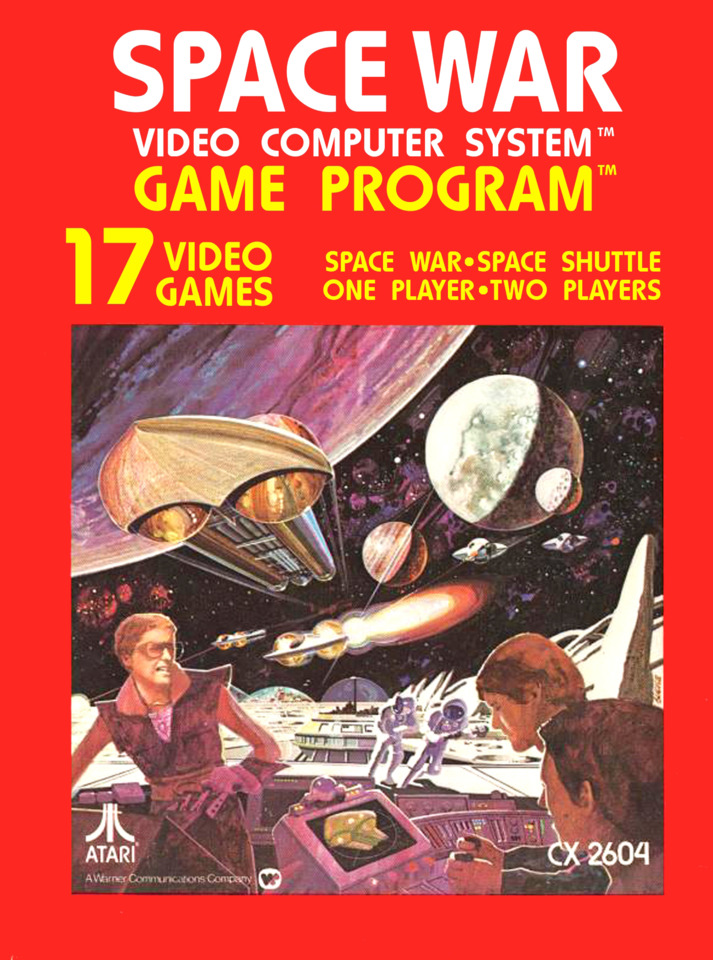 SPACE WAR
VIDEO COMPUTER SYSTEM™
GAME PROGRAM™
17 VIDEO GAMES
SPACE WAR•SPACE SHUTTLE
ONE PLAYER•TWO PLAYERS
ATARI®
A Warner Communications Company
CX 2604